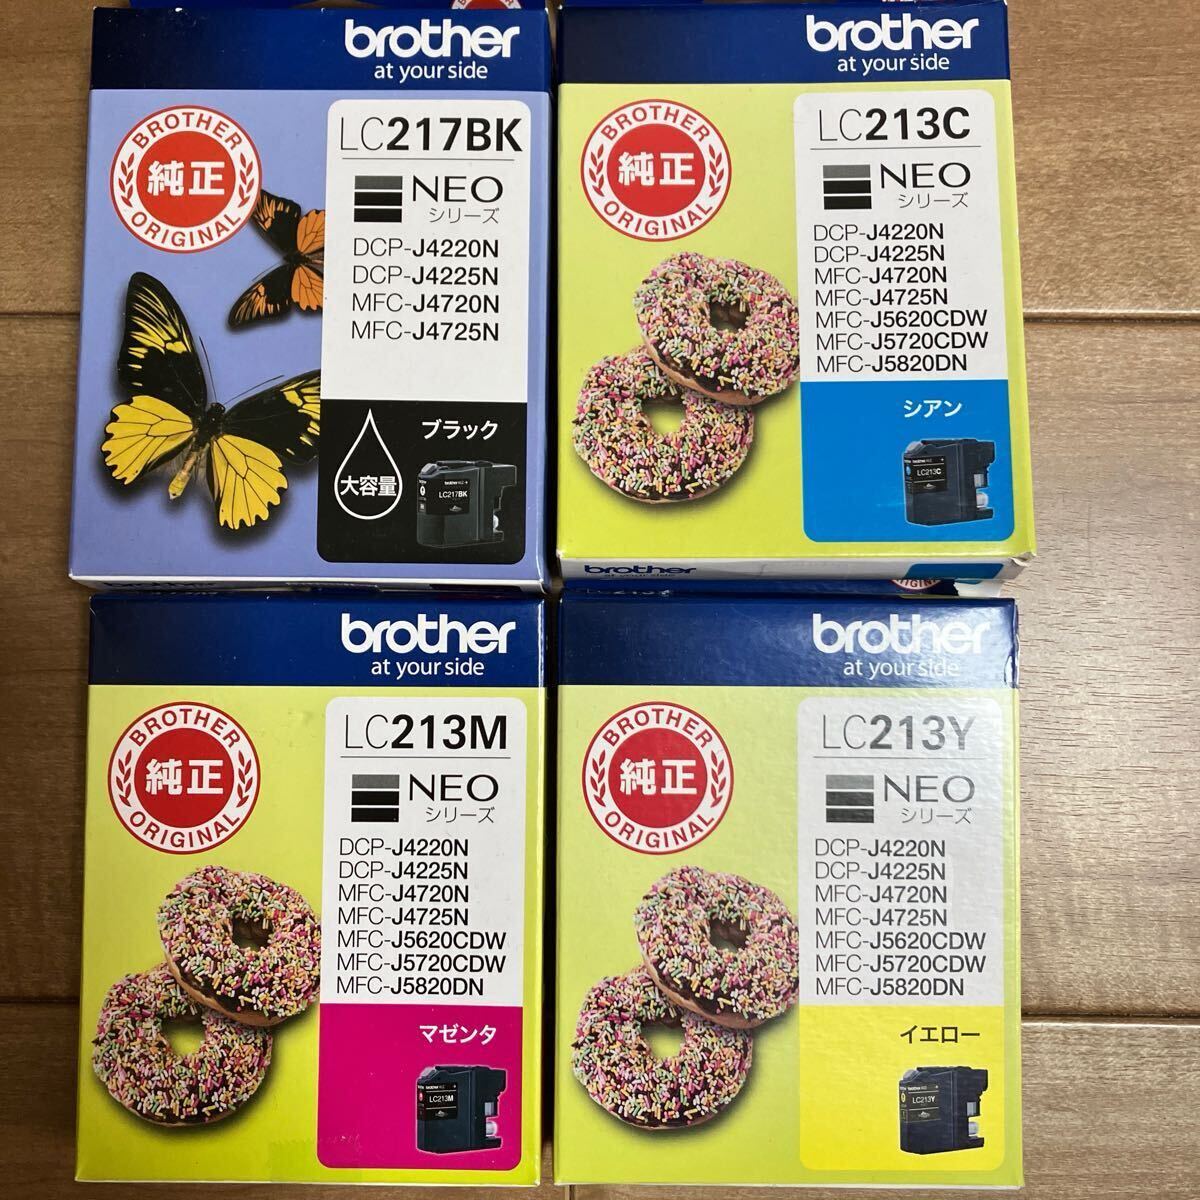 brother
at your side
BROTHER
純正
ORIGINAL
LC217BK
NEO
シリーズ
DCP-J4220N
DCP-J4225N
MFC-J4720N
MFC-J4725N
ブラック
大容量
LC217BK
brother
at your side
BROTHER
純正
ORIGINAL
LC213C
NEO
シリーズ
DCP-J4220N
DCP-J4225N
MFC-J4720N
MFC-J4725N
MFC-J5620CDW
MFC-J5720CDW
MFC-J5820DN
シアン
LC213C
brother
at your side
brother
at your side
BROTHER
純正
ORIGINAL
LC213M
NEO
シリーズ
DCP-J4220N
DCP-J4225N
MFC-J4720N
MFC-J4725N
MFC-J5620CDW
MFC-J5720CDW
MFC-J5820DN
マゼンタ
LC213M
brother
at your side
BROTHER
純正
ORIGINAL
LC213Y
NEO
シリーズ
DCP-J4220N
DCP-J4225N
MFC-J4720N
MFC-J4725N
MFC-J5620CDW
MFC-J5720CDW
MFC-J5820DN
イエロー
LC213Y